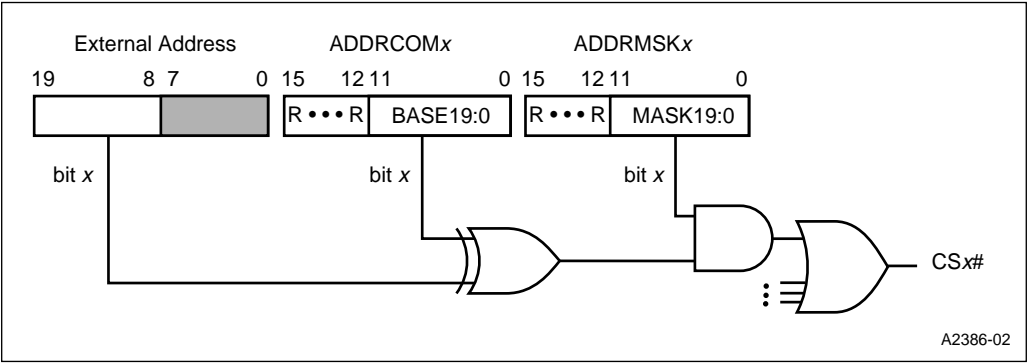 External Address ADDRCOMx ADDRMSKx
19 8 7 0 15 12 11 0 15 12 11 0
R • • • R BASE19:0 R • • • R MASK19:0
bit x bit x bit x
CSx#
A2386-02